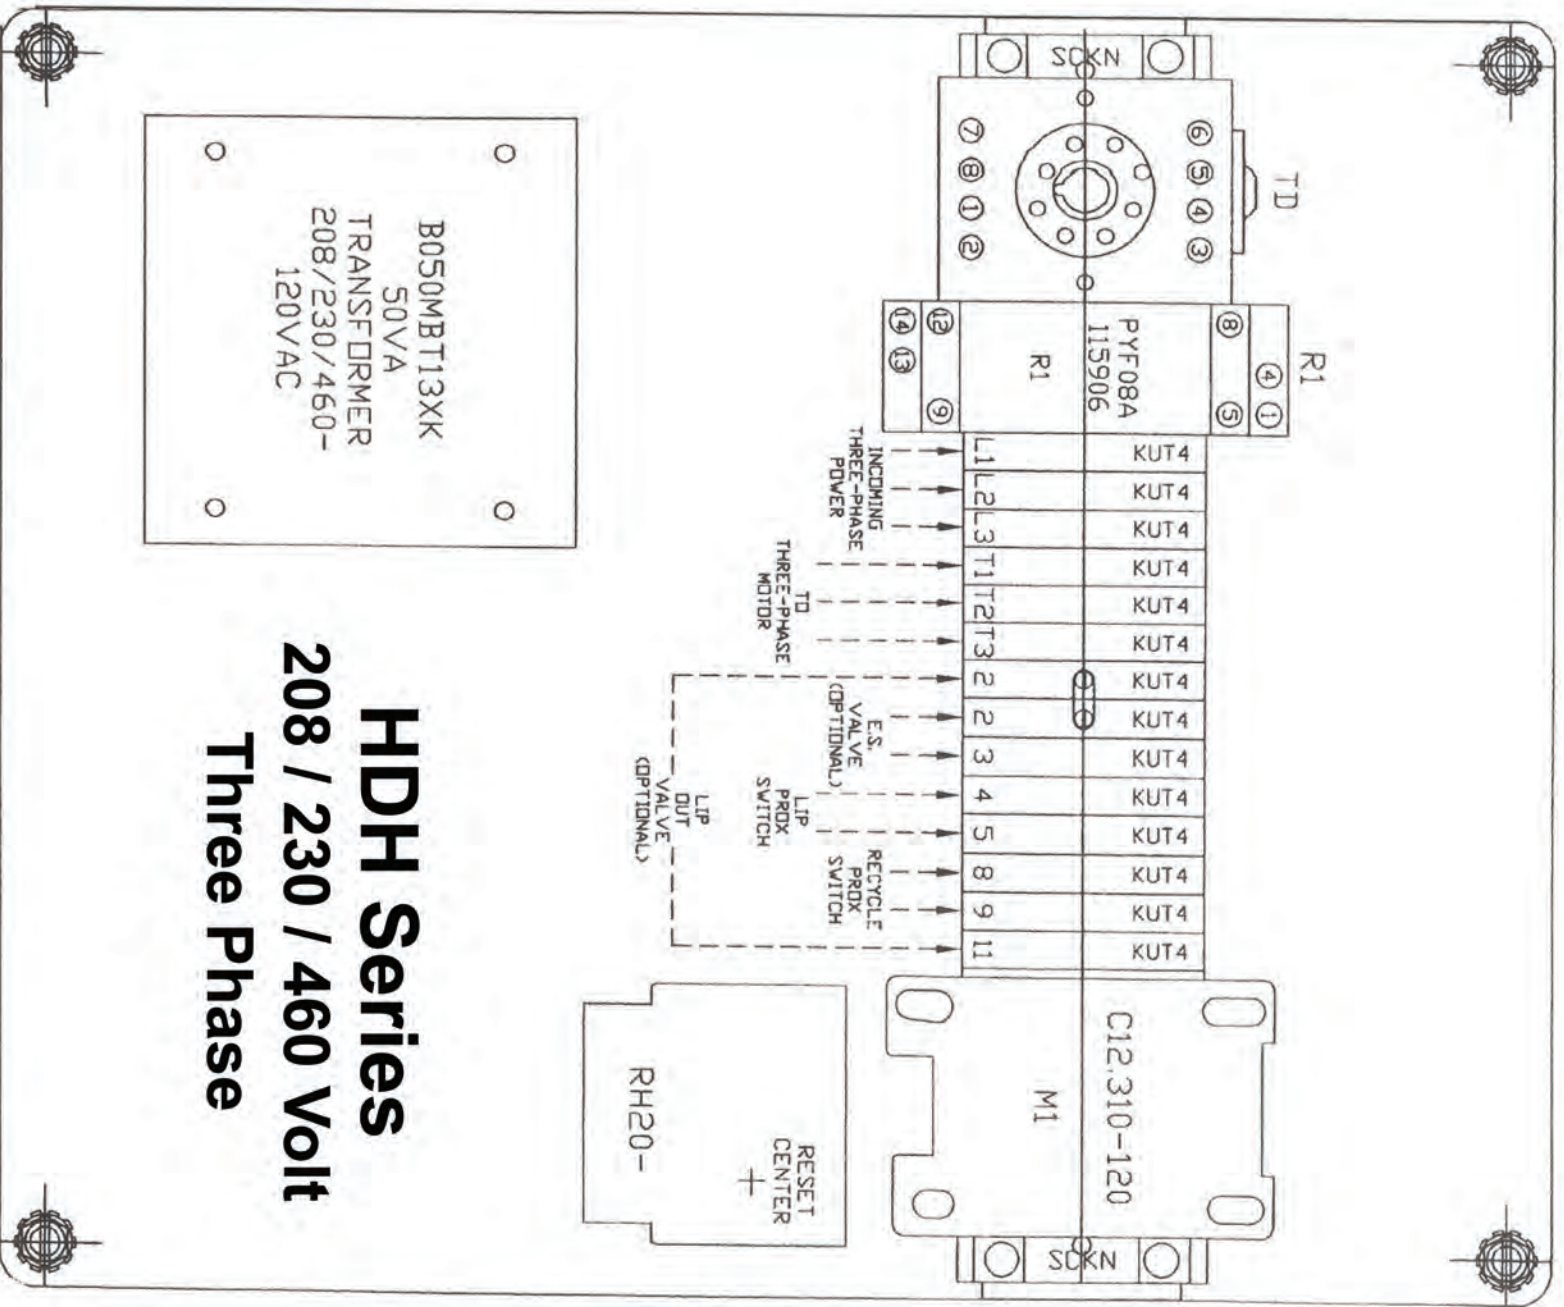 SCKN
TD
⑥ ⑤ ④ ③
⑦ ⑧ ① ②
R1
④ ①
⑧ ⑤
PYF08A
115906
R1
⑫ ⑨
⑭ ⑬
KUT4
KUT4
KUT4
KUT4
KUT4
KUT4
KUT4
KUT4
KUT4
KUT4
KUT4
KUT4
KUT4
KUT4
L1
L2
L3
T1
T2
T3
2
2
3
4
5
8
9
11
INCOMING
THREE-PHASE
POWER
TO
THREE-PHASE
MOTOR
E.S.
VALVE
(OPTIONAL)
LIP
PROX
SWITCH
RECYCLE
PROX
SWITCH
LIP
OUT
VALVE
(OPTIONAL)
C12.310-120
M1
SCKN
RESET
CENTER
RH20-
B050MBT13XK
50VA
TRANSFORMER
208/230/460-
120VAC
HDH Series
208 / 230 / 460 Volt
Three Phase